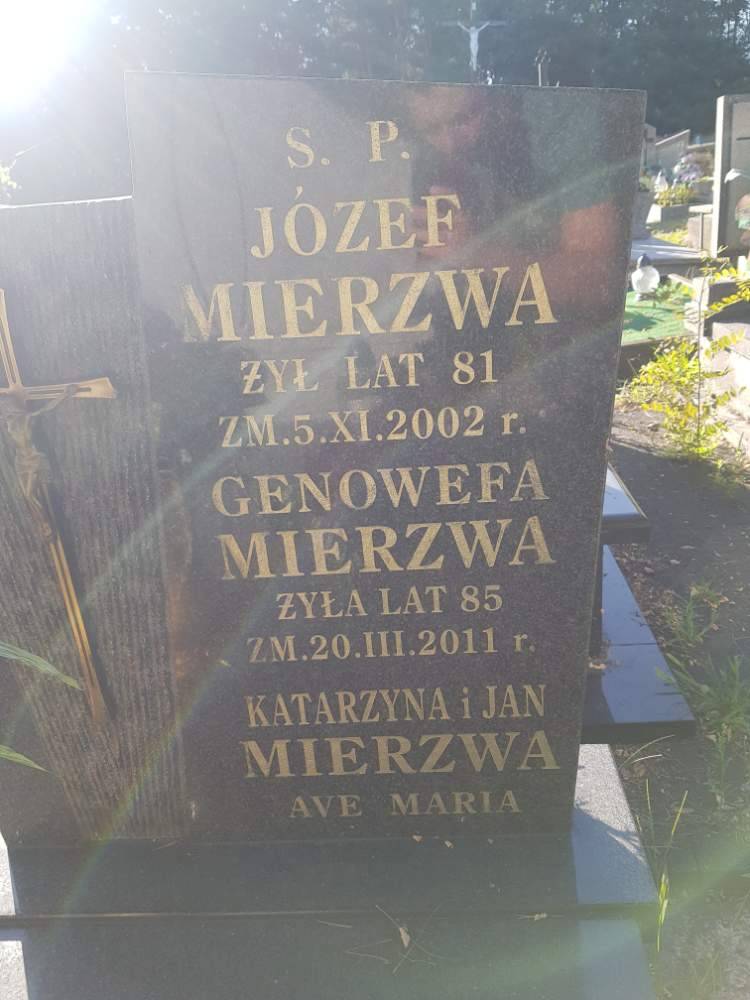 S. P.
JÓZEF
MIERZWA
ŻYŁ LAT 81
ZM.5.XI.2002 r.
GENOWEFA
MIERZWA
ŻYŁA LAT 85
ZM.20.III.2011 r.
KATARZYNA i JAN
MIERZWA
AVE MARIA